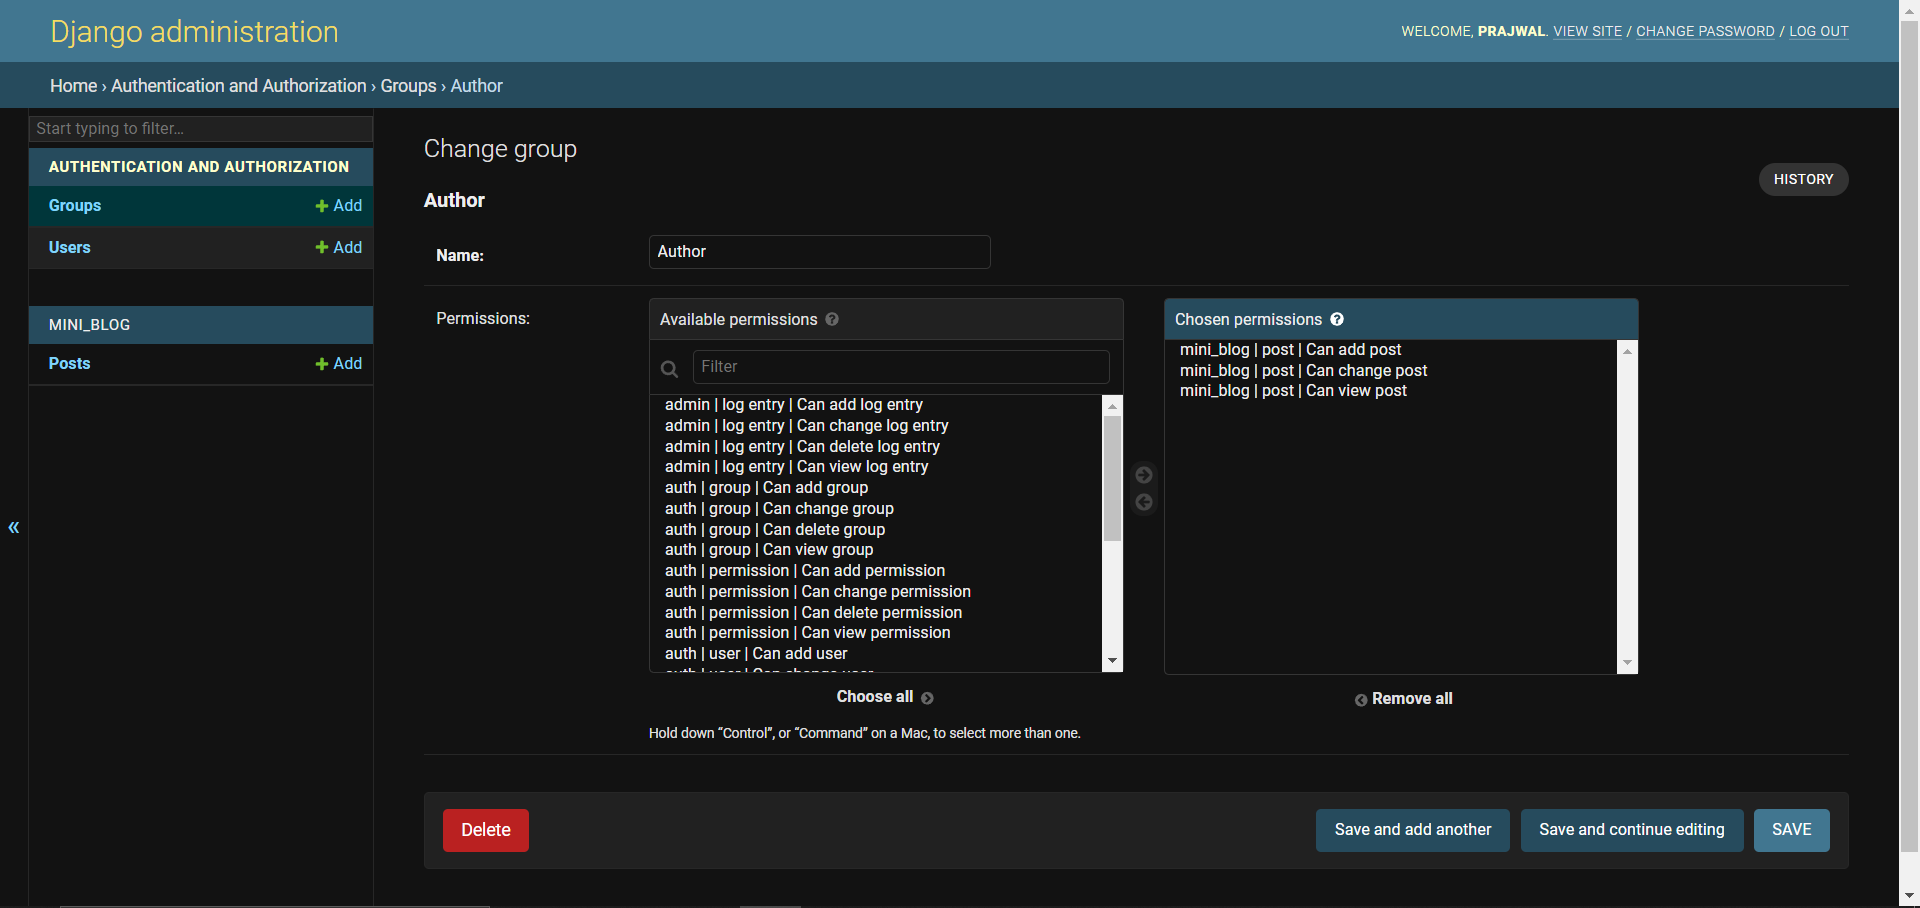 Django administration
WELCOME, PRAJWAL. VIEW SITE / CHANGE PASSWORD / LOG OUT
Home › Authentication and Authorization › Groups › Author
Start typing to filter...
AUTHENTICATION AND AUTHORIZATION
Groups
Add
Users
Add
MINI_BLOG
Posts
Add
«
Change group
HISTORY
Author
Name:
Author
Permissions:
Available permissions ?
Filter
admin | log entry | Can add log entry
admin | log entry | Can change log entry
admin | log entry | Can delete log entry
admin | log entry | Can view log entry
auth | group | Can add group
auth | group | Can change group
auth | group | Can delete group
auth | group | Can view group
auth | permission | Can add permission
auth | permission | Can change permission
auth | permission | Can delete permission
auth | permission | Can view permission
auth | user | Can add user
auth | user | Can change user
Choose all
Chosen permissions ?
mini_blog | post | Can add post
mini_blog | post | Can change post
mini_blog | post | Can view post
Remove all
Hold down “Control”, or “Command” on a Mac, to select more than one.
Delete
Save and add another
Save and continue editing
SAVE